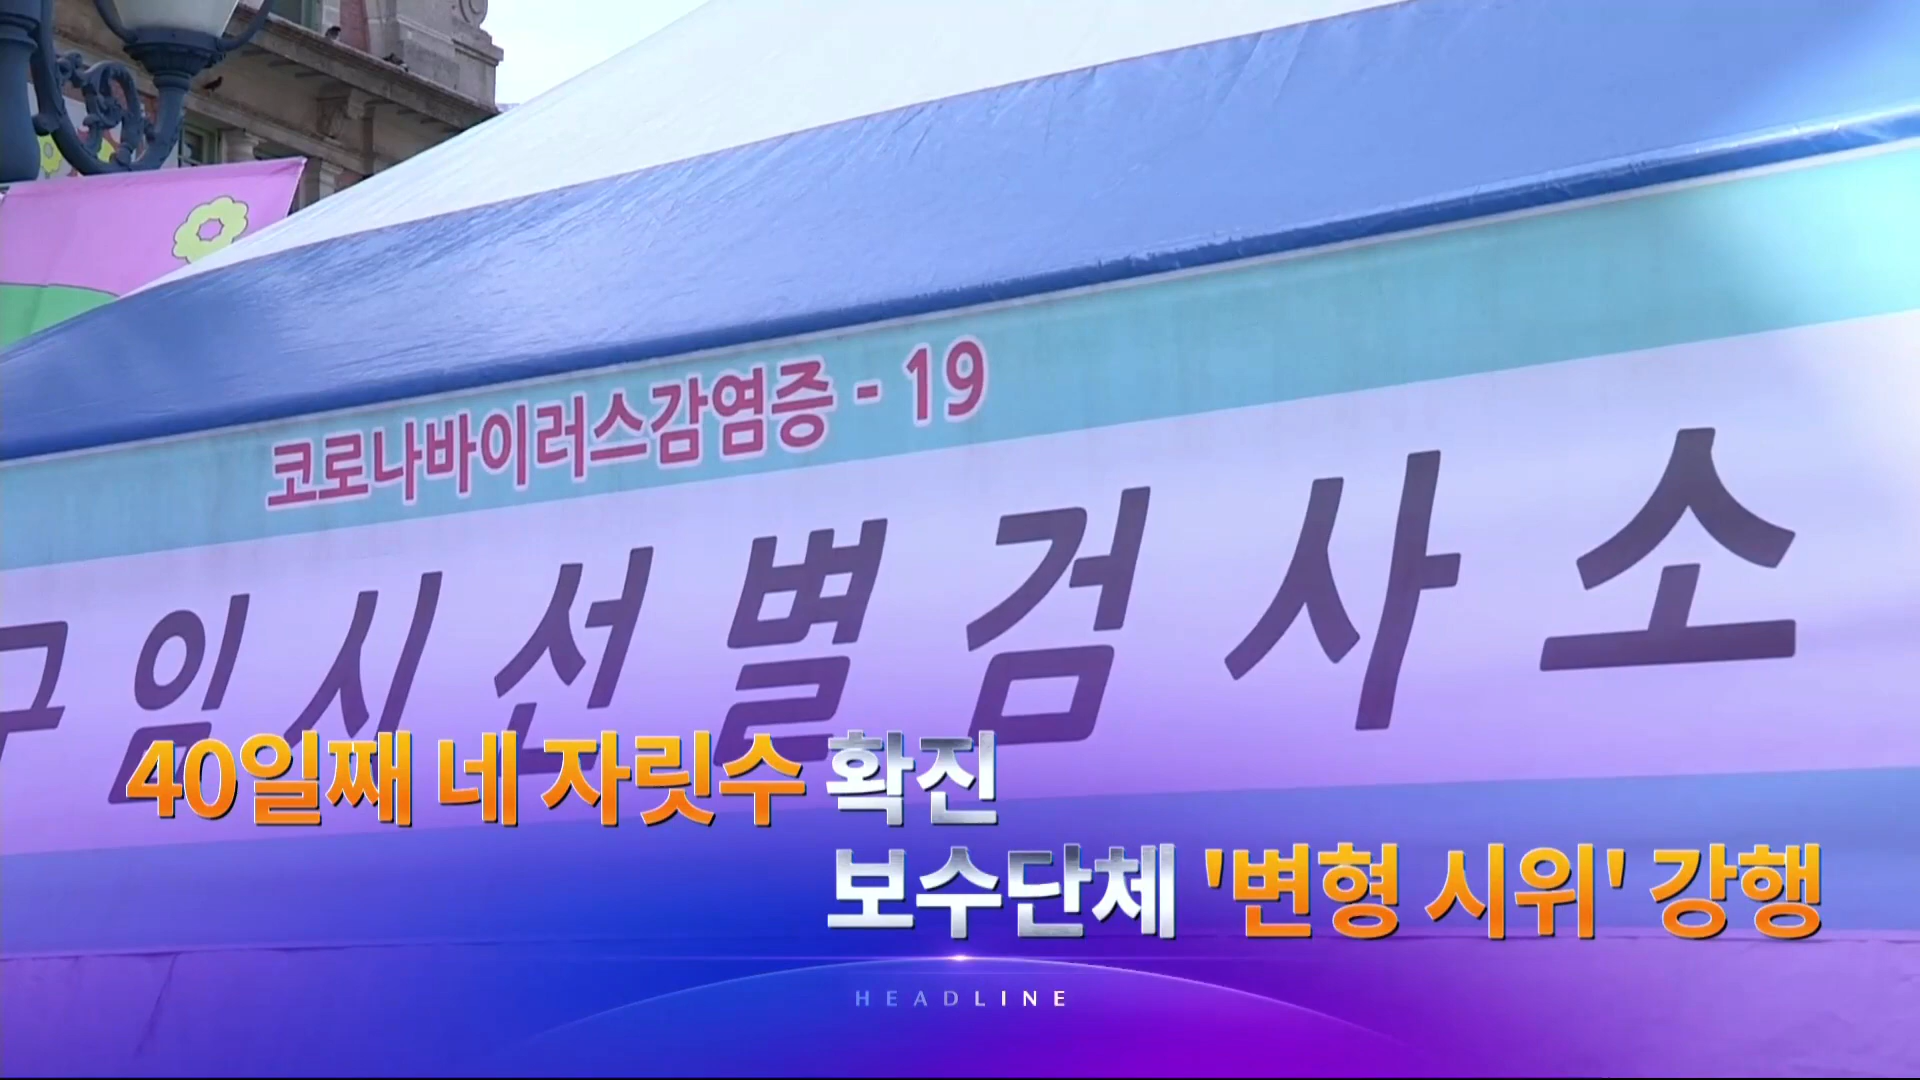 코로나바이러스감염증 - 19
구임시선별검사소
40일째 네 자릿수 확진
보수단체 '변형 시위' 강행
HEADLINE